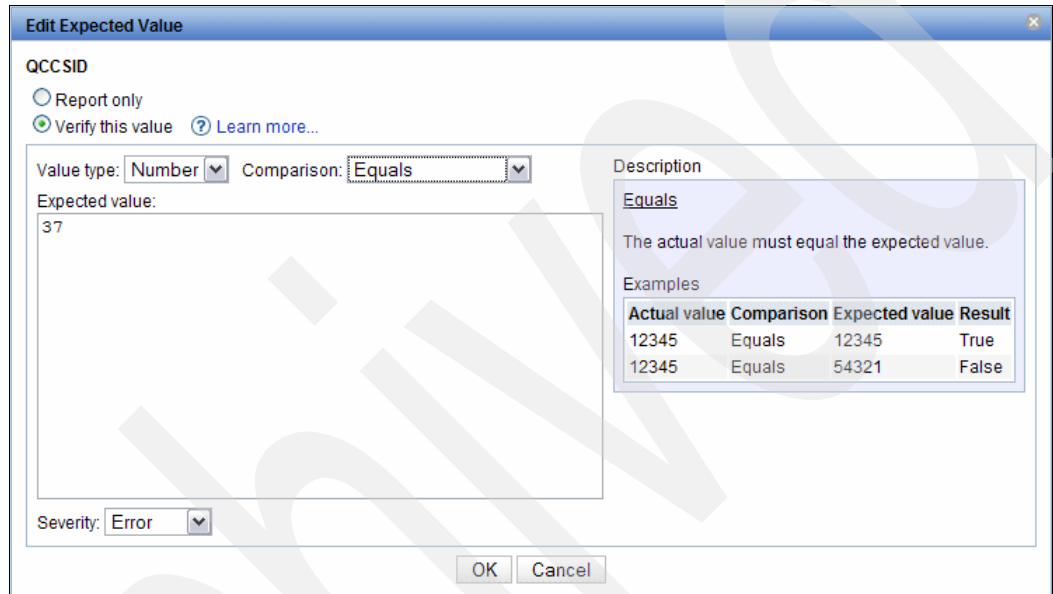 Edit Expected Value
QCCSID
Report only
Verify this value ? Learn more...
Value type: Number Comparison: Equals
Expected value:
37
Severity: Error
Description
Equals
The actual value must equal the expected value.
Examples
Actual value Comparison Expected value Result
12345 Equals 12345 True
12345 Equals 54321 False
OK Cancel